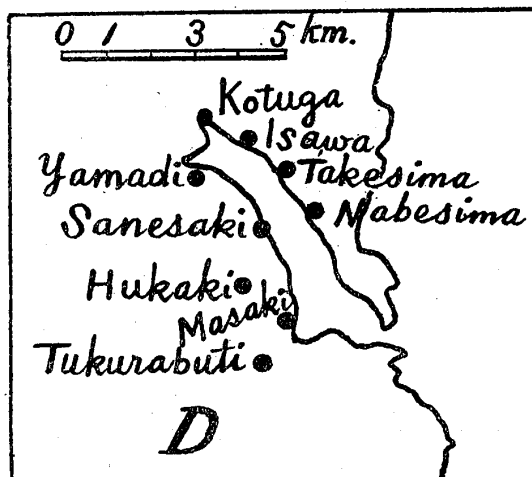 0 1 3 5 km.
Kotuga
Isawa
Takesima
Yamadi
Mabesima
Sanesaki
Hukaki
Masaki
Tukurabuti
D